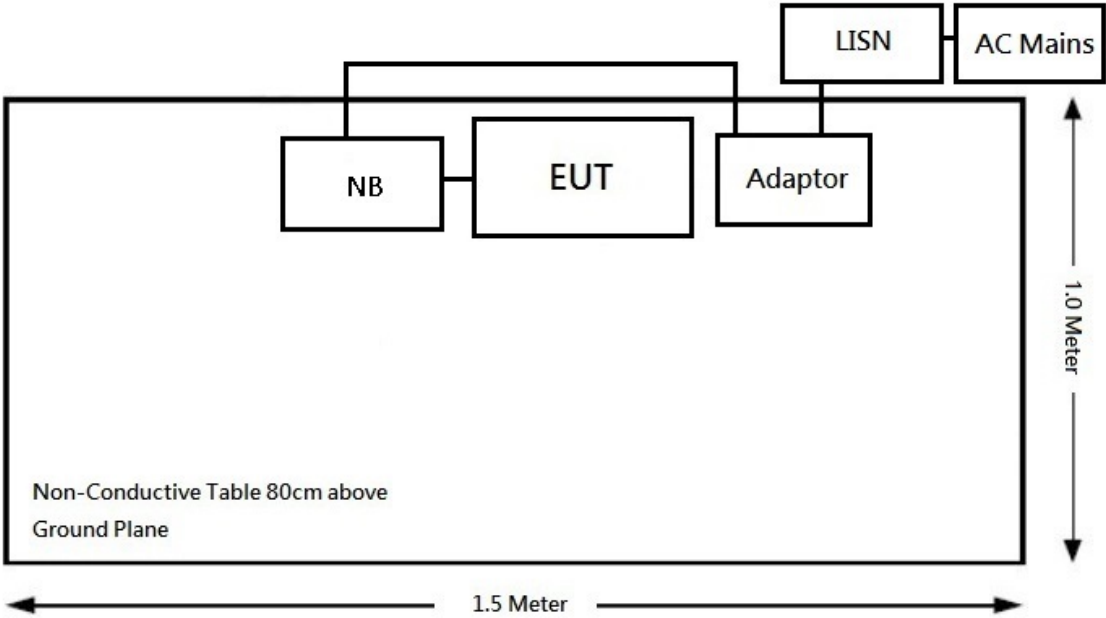 LISN
AC Mains
NB
EUT
Adaptor
1.0 Meter
Non-Conductive Table 80cm above
Ground Plane
1.5 Meter